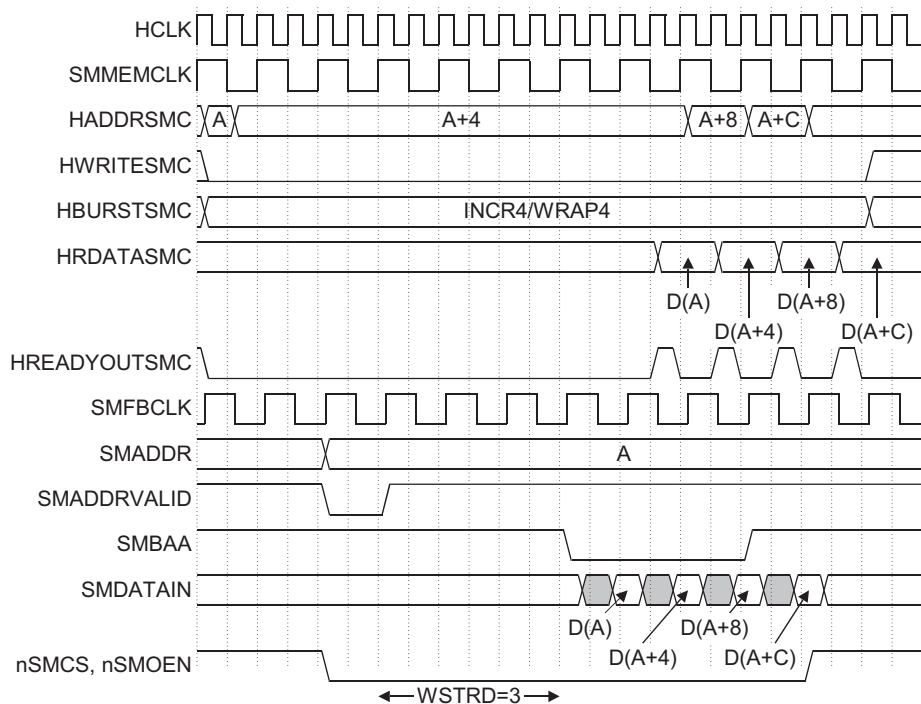 HCLK
SMMEMCLK
HADDRSMC A A+4 A+8 A+C
HWRITESMC
HBURSTSMC INCR4/WRAP4
HRDATASMC
D(A) D(A+8)
D(A+4) D(A+C)
HREADYOUTSMC
SMFBCLK
SMADDR A
SMADDRVALID
SMBAA
SMDATAIN
D(A) D(A+8)
D(A+4) D(A+C)
nSMCS, nSMOEN
WSTRD=3